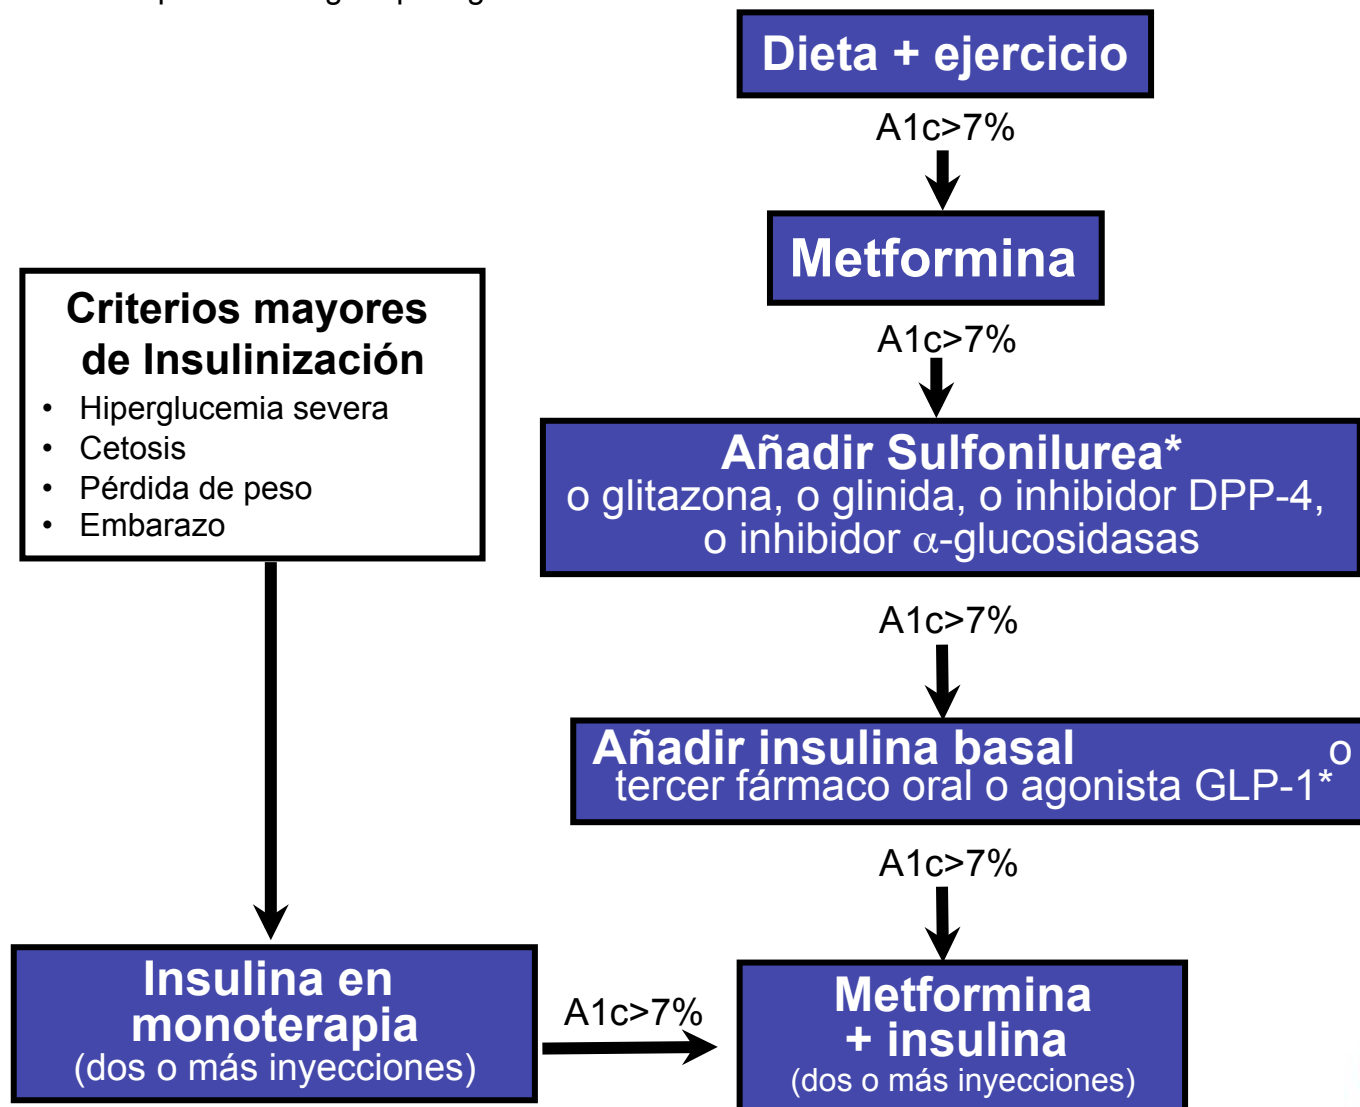 Dieta + ejercicio
A1c>7%
Metformina
A1c>7%
Criterios mayores
de Insulinización
• Hiperglucemia severa
• Cetosis
• Pérdida de peso
• Embarazo
Añadir Sulfonilurea*
o glitazona, o glinida, o inhibidor DPP-4,
o inhibidor α-glucosidasas
A1c>7%
Añadir insulina basal o
tercer fármaco oral o agonista GLP-1*
A1c>7%
Insulina en
monoterapia
(dos o más inyecciones)
A1c>7%
Metformina
+ insulina
(dos o más inyecciones)